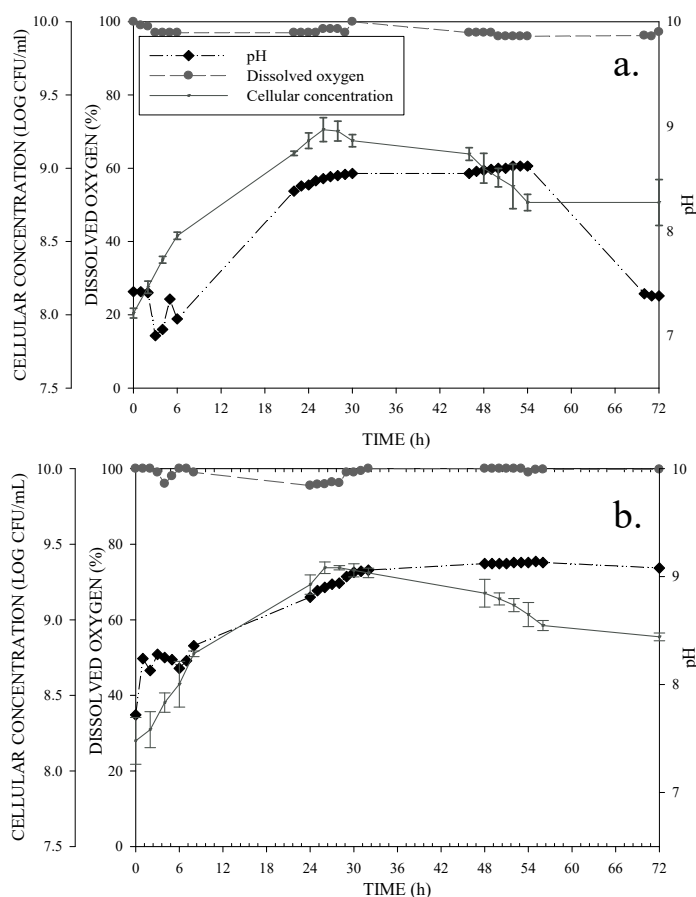 CELLULAR CONCENTRATION (LOG CFU/ml)
10.0
9.5
9.0
8.5
8.0
7.5
DISSOLVED OXYGEN (%)
100
80
60
40
20
0
pH
Dissolved oxygen
Cellular concentration
a.
10
9
8
7
pH
0 6 12 18 24 30 36 42 48 54 60 66 72
TIME (h)
CELLULAR CONCENTRATION (LOG CFU/mL)
10.0
9.5
9.0
8.5
8.0
7.5
DISSOLVED OXYGEN (%)
100
80
60
40
20
0
b.
10
9
8
7
pH
0 6 12 18 24 30 36 42 48 54 60 66 72
TIME (h)